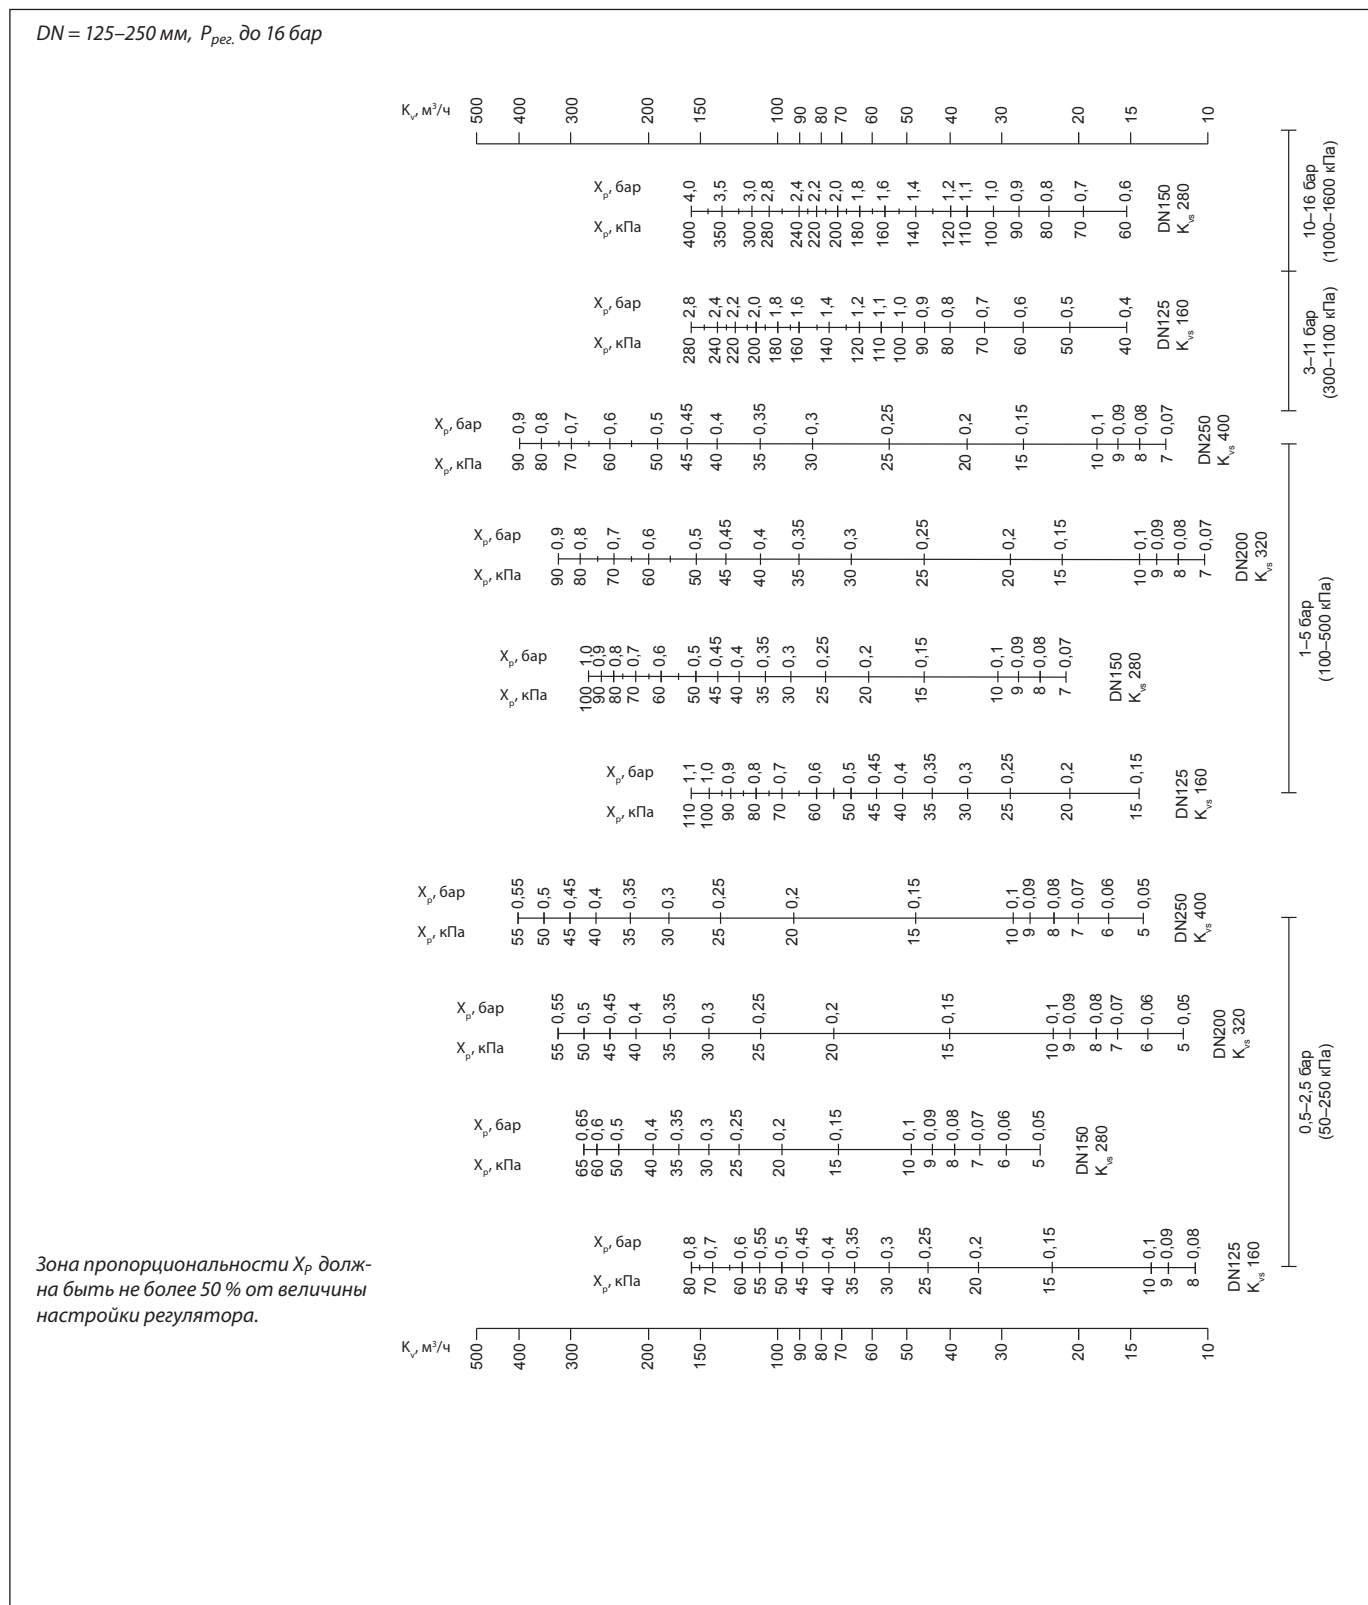 DN = 125–250 мм, Pрег. до 16 бар
Kv, м³/ч 500 400 300 200 150 100 90 80 70 60 50 40 30 20 15 10
10–16 бар
(1000–1600 кПа)
Xp, бар 4,0 3,5 3,0 2,8 2,4 2,2 2,0 1,8 1,6 1,4 1,2 1,1 1,0 0,9 0,8 0,7 0,6
Xp, кПа 400 350 300 280 240 220 200 180 160 140 120 110 100 90 80 70 60
DN150
Kvs 280
3–11 бар
(300–1100 кПа)
Xp, бар 2,8 2,4 2,2 2,0 1,8 1,6 1,4 1,2 1,1 1,0 0,9 0,8 0,7 0,6 0,5 0,4
Xp, кПа 280 240 220 200 180 160 140 120 110 100 90 80 70 60 50 40
DN125
Kvs 160
Xp, бар 0,9 0,8 0,7 0,6 0,5 0,45 0,4 0,35 0,3 0,25 0,2 0,15 0,1 0,09 0,08 0,07
Xp, кПа 90 80 70 60 50 45 40 35 30 25 20 15 10 9 8 7
DN250
Kvs 400
Xp, бар 0,9 0,8 0,7 0,6 0,5 0,45 0,4 0,35 0,3 0,25 0,2 0,15 0,1 0,09 0,08 0,07
Xp, кПа 90 80 70 60 50 45 40 35 30 25 20 15 10 9 8 7
DN200
Kvs 320
1–5 бар
(100–500 кПа)
Xp, бар 1,0 0,9 0,8 0,7 0,6 0,5 0,45 0,4 0,35 0,3 0,25 0,2 0,15 0,1 0,09 0,08 0,07
Xp, кПа 100 90 80 70 60 50 45 40 35 30 25 20 15 10 9 8 7
DN150
Kvs 280
Xp, бар 1,1 1,0 0,9 0,8 0,7 0,6 0,5 0,45 0,4 0,35 0,3 0,25 0,2 0,15
Xp, кПа 110 100 90 80 70 60 50 45 40 35 30 25 20 15
DN125
Kvs 160
Xp, бар 0,55 0,5 0,45 0,4 0,35 0,3 0,25 0,2 0,15 0,1 0,09 0,08 0,07 0,06 0,05
Xp, кПа 55 50 45 40 35 30 25 20 15 10 9 8 7 6 5
DN250
Kvs 400
Xp, бар 0,55 0,5 0,45 0,4 0,35 0,3 0,25 0,2 0,15 0,1 0,09 0,08 0,07 0,06 0,05
Xp, кПа 55 50 45 40 35 30 25 20 15 10 9 8 7 6 5
DN200
Kvs 320
0,5–2,5 бар
(50–250 кПа)
Xp, бар 0,65 0,6 0,5 0,4 0,35 0,3 0,25 0,2 0,15 0,1 0,09 0,08 0,07 0,06 0,05
Xp, кПа 65 60 50 40 35 30 25 20 15 10 9 8 7 6 5
DN150
Kvs 280
Xp, бар 0,8 0,7 0,6 0,55 0,5 0,45 0,4 0,35 0,3 0,25 0,2 0,15 0,1 0,09 0,08
Xp, кПа 80 70 60 55 50 45 40 35 30 25 20 15 10 9 8
DN125
Kvs 160
Зона пропорциональности XP долж-
на быть не более 50 % от величины
настройки регулятора.
Kv, м³/ч 500 400 300 200 150 100 90 80 70 60 50 40 30 20 15 10